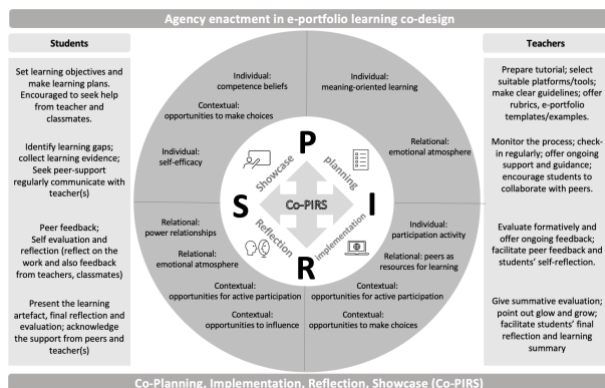 Agency enactment in e-portfolio learning co-design
Students
Set learning objectives and
make learning plans.
Encouraged to seek help
from teacher and
classmates.
Identify learning gaps;
collect learning evidence;
Seek peer-support
regularly communicate with
teacher(s)
Peer feedback;
Self evaluation and
reflection (reflect on the
work and also feedback
from teachers, classmates)
Present the learning
artefact, final reflection and
evaluation; acknowledge
the support from peers and
teacher(s)
Individual:
competence beliefs
Contextual:
opportunities to make choices
Individual:
self-efficacy
Individual:
meaning-oriented learning
Relational:
emotional atmosphere
P
Showcase
planning
S
Co-PIRS
I
Reflection
implementation
R
Relational:
power relationships
Relational:
emotional atmosphere
Contextual:
opportunities for active participation
Contextual:
opportunities to influence
Individual:
participation activity
Relational: peers as
resources for learning
Contextual:
opportunities for active participation
Contextual:
opportunities to make choices
Teachers
Prepare tutorial; select
suitable platforms/tools;
make clear guidelines; offer
rubrics, e-portfolio
templates/examples.
Monitor the process; check-
in regularly; offer ongoing
support and guidance;
encourage students to
collaborate with peers.
Evaluate formatively and
offer ongoing feedback;
facilitate peer feedback and
students' self-reflection.
Give summative evaluation;
point out glow and grow;
facilitate students' final
reflection and learning
summary
Co-Planning, Implementation, Reflection, Showcase (Co-PIRS)